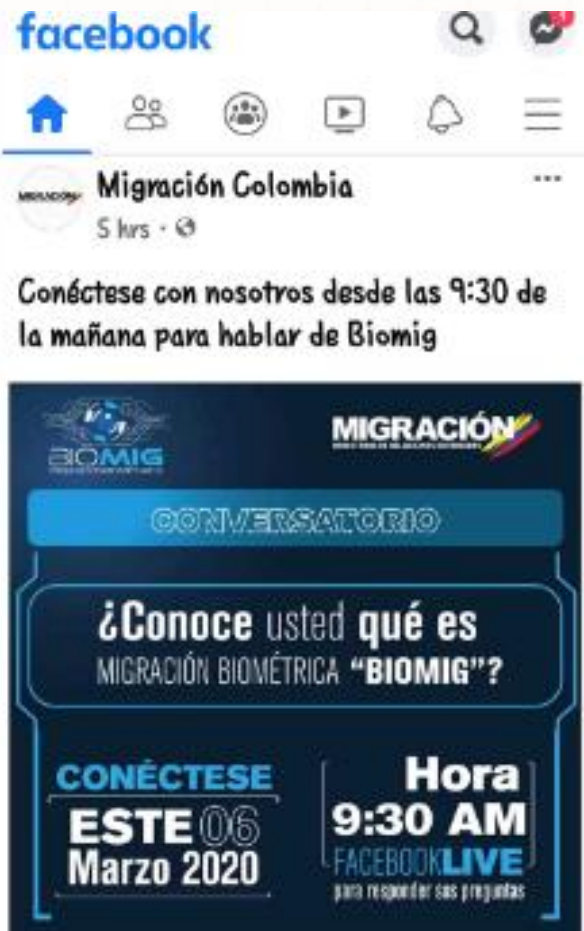 facebook
1
MIGRACIÓN
Migración Colombia
5 hrs ·
Conéctese con nosotros desde las 9:30 de
la mañana para hablar de Biomig
BIOMIG
MIGRACIÓN
CONVERSATORIO
¿Conoce usted qué es
MIGRACIÓN BIOMÉTRICA “BIOMIG”?
CONÉCTESE
ESTE 06
Marzo 2020
Hora
9:30 AM
FACEBOOKLIVE
para responder sus preguntas